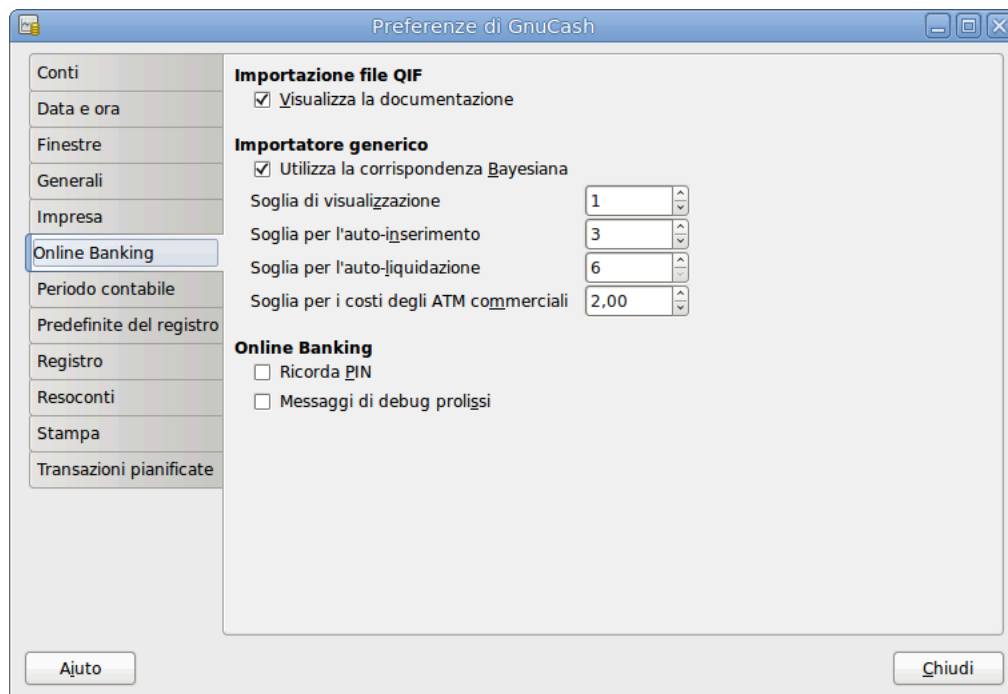 Preferenze di GnuCash
Conti
Data e ora
Finestre
Generali
Impresa
Online Banking
Periodo contabile
Predefinite del registro
Registro
Resoconti
Stampa
Transazioni pianificate
Importazione file QIF
Visualizza la documentazione
Importatore generico
Utilizza la corrispondenza Bayesiana
Soglia di visualizzazione 1
Soglia per l'auto-inserimento 3
Soglia per l'auto-liquidazione 6
Soglia per i costi degli ATM commerciali 2,00
Online Banking
Ricorda PIN
Messaggi di debug prolissi
Aiuto
Chiudi